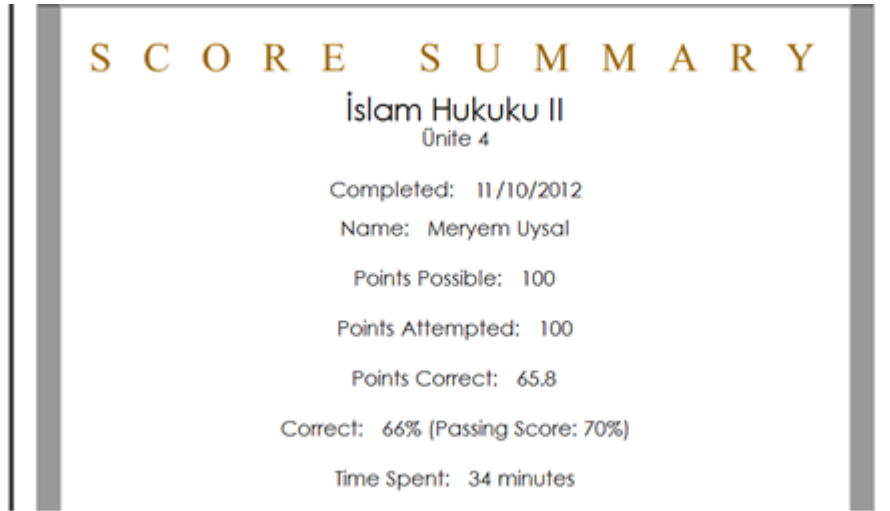 SCORE SUMMARY
İslam Hukuku II
Ünite 4
Completed: 11/10/2012
Name: Meryem Uysal
Points Possible: 100
Points Attempted: 100
Points Correct: 65.8
Correct: 66% (Passing Score: 70%)
Time Spent: 34 minutes